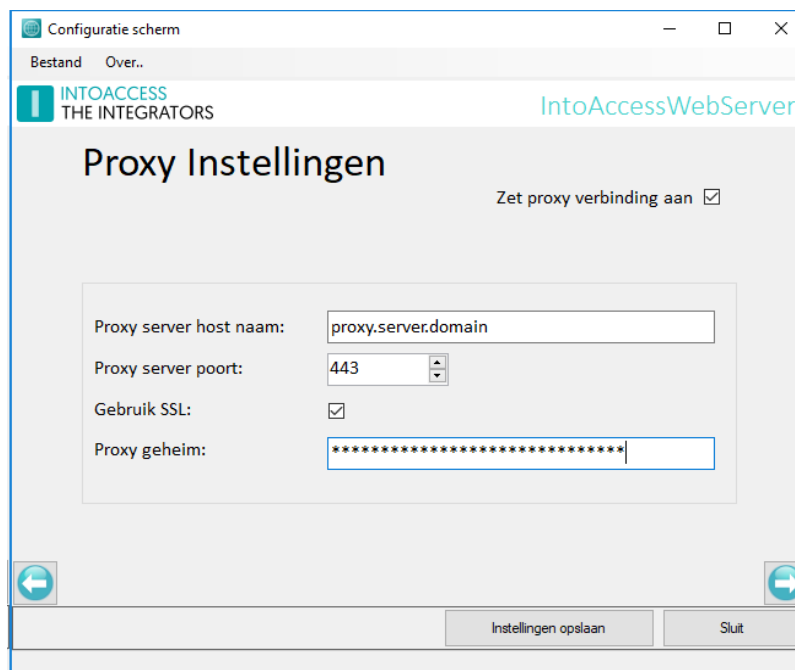 Configuratie scherm
Bestand Over..
INTOACCESS
THE INTEGRATORS
IntoAccessWebServer
Proxy Instellingen
Zet proxy verbinding aan
Proxy server host naam: proxy.server.domain
Proxy server poort: 443
Gebruik SSL:
Proxy geheim: ******************************
Instellingen opslaan Sluit